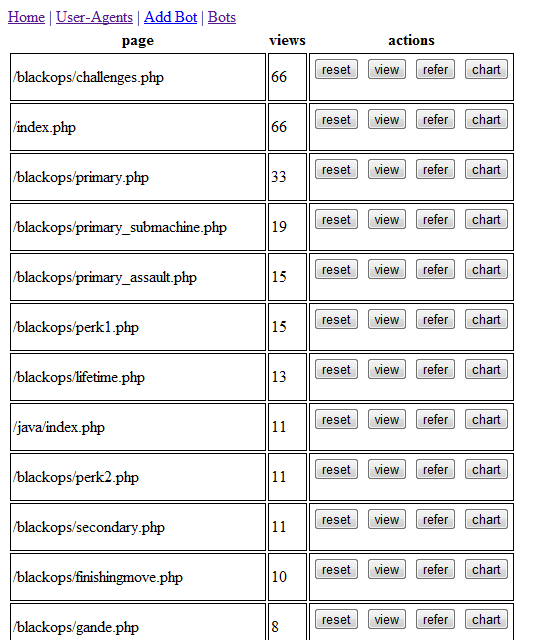 Home | User-Agents | Add Bot | Bots
page views actions
/blackops/challenges.php 66 reset view refer chart
/index.php 66 reset view refer chart
/blackops/primary.php 33 reset view refer chart
/blackops/primary_submachine.php 19 reset view refer chart
/blackops/primary_assault.php 15 reset view refer chart
/blackops/perk1.php 15 reset view refer chart
/blackops/lifetime.php 13 reset view refer chart
/java/index.php 11 reset view refer chart
/blackops/perk2.php 11 reset view refer chart
/blackops/secondary.php 11 reset view refer chart
/blackops/finishingmove.php 10 reset view refer chart
/blackops/gande.php 8 reset view refer chart